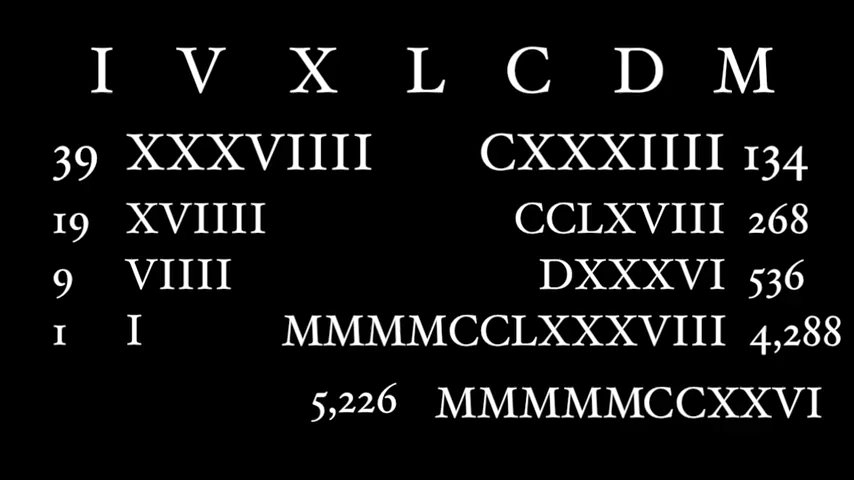 I V X L C D M
39 XXXVIIII CXXXIIII 134
19 XVIIII CCLXVIII 268
9 VIIII DXXXVI 536
1 I MMMMCCLXXXVIII 4,288
5,226 MMMMMCCXXVI